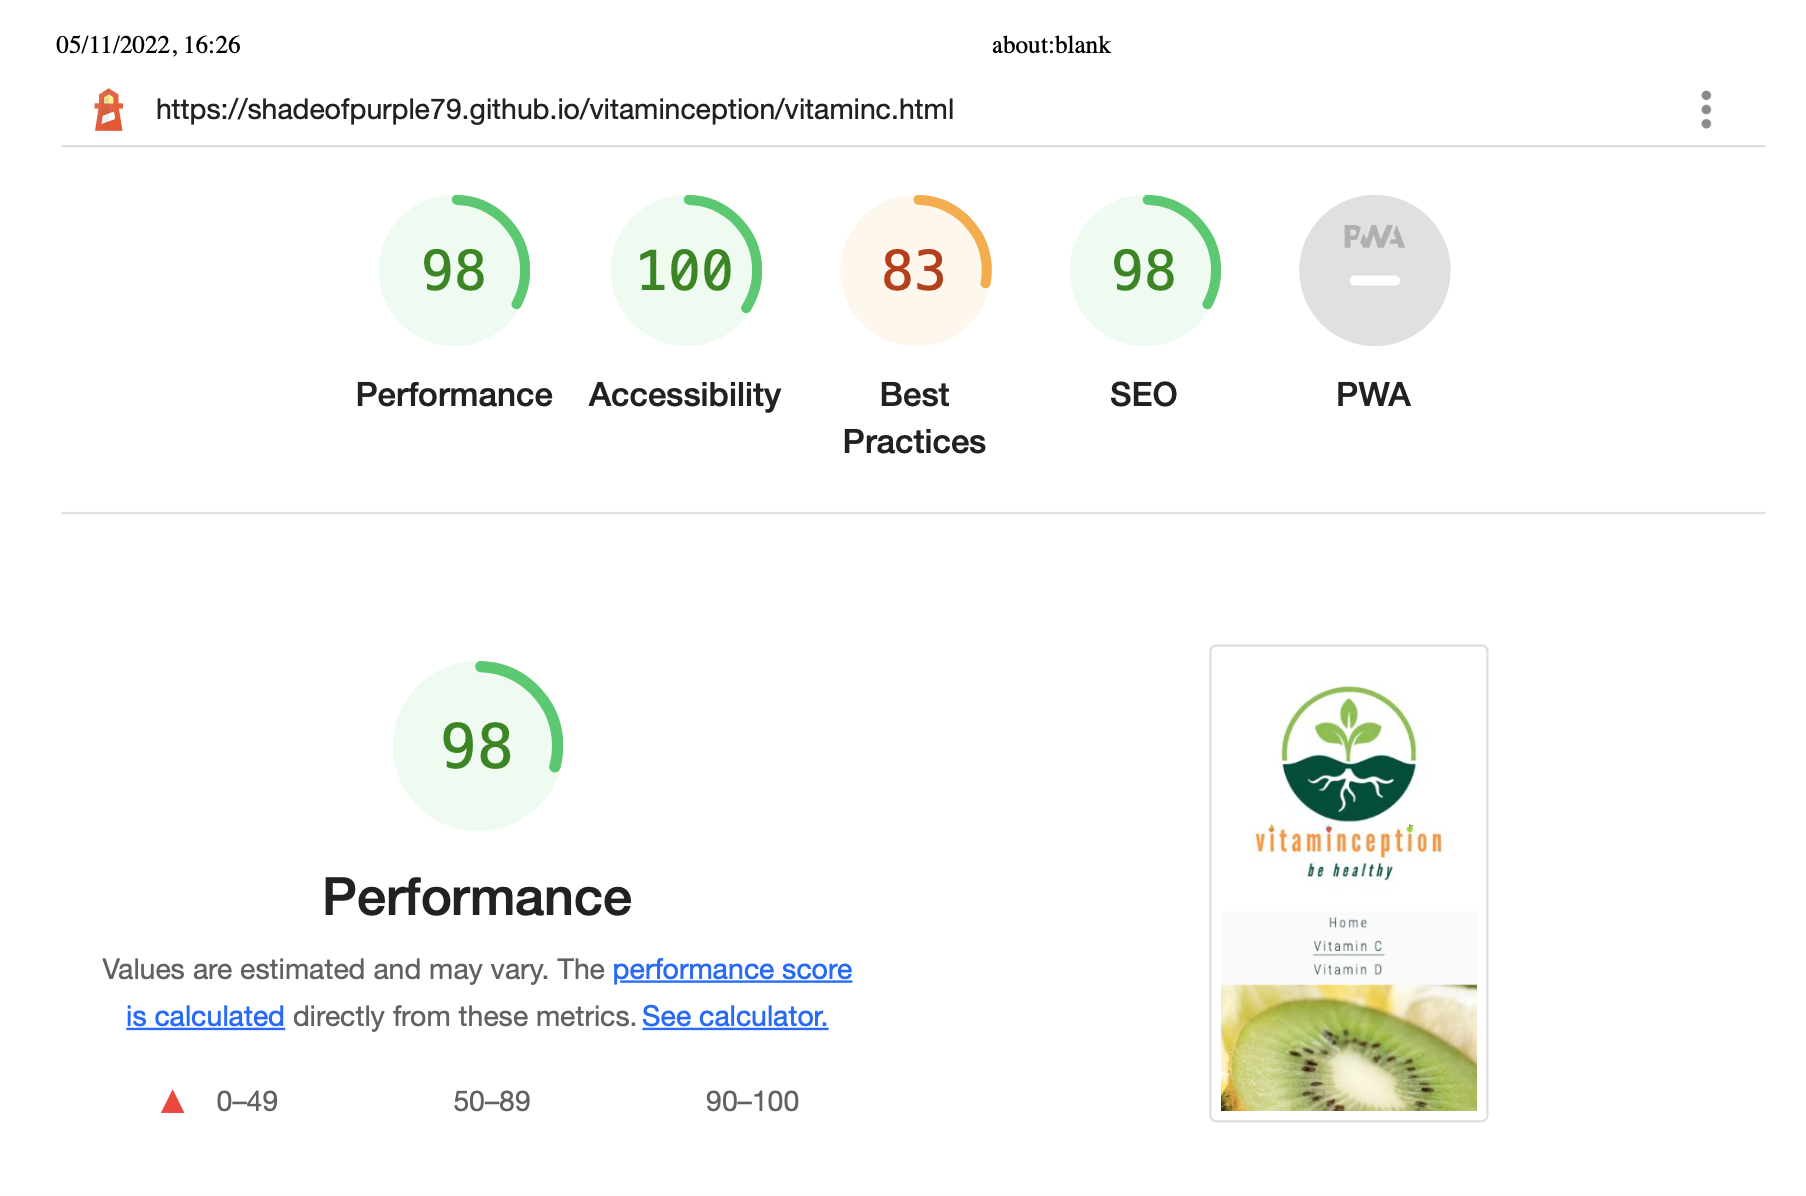 05/11/2022, 16:26 about:blank
https://shadeofpurple79.github.io/vitaminception/vitaminc.html
98 100 83 98 PWA
Performance Accessibility Best Practices SEO PWA
98
Performance
Values are estimated and may vary. The performance score
is calculated directly from these metrics. See calculator.
0–49 50–89 90–100
vitaminception
be healthy
Home
Vitamin C
Vitamin D